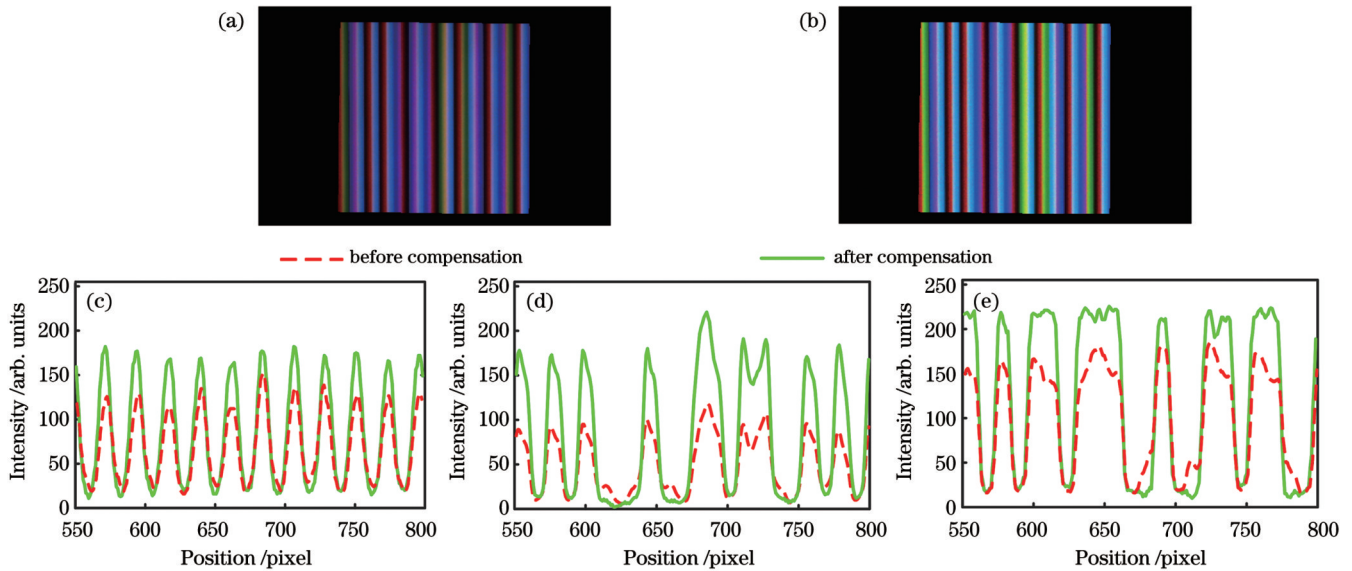 (a)
(b)
before compensation
after compensation
(c)
250
200
150
100
50
0
Intensity /arb. units
550 600 650 700 750 800
Position /pixel
(d)
250
200
150
100
50
0
Intensity /arb. units
550 600 650 700 750 800
Position /pixel
(e)
250
200
150
100
50
0
Intensity /arb. units
550 600 650 700 750 800
Position /pixel